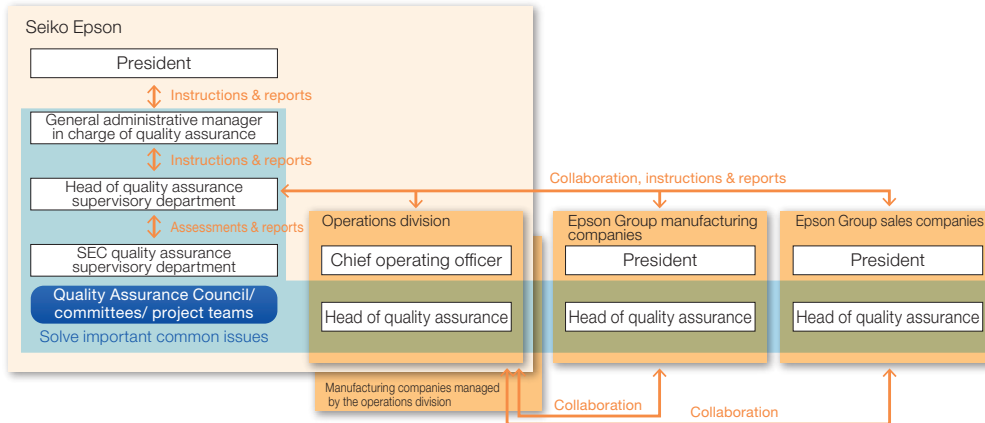 Seiko Epson
President
Instructions & reports
General administrative manager
in charge of quality assurance
Instructions & reports
Head of quality assurance
supervisory department
Assessments & reports
SEC quality assurance
supervisory department
Quality Assurance Council/
committees/ project teams
Solve important common issues
Collaboration, instructions & reports
Operations division
Chief operating officer
Head of quality assurance
Manufacturing companies managed
by the operations division
Epson Group manufacturing
companies
President
Head of quality assurance
Epson Group sales companies
President
Head of quality assurance
Collaboration
Collaboration